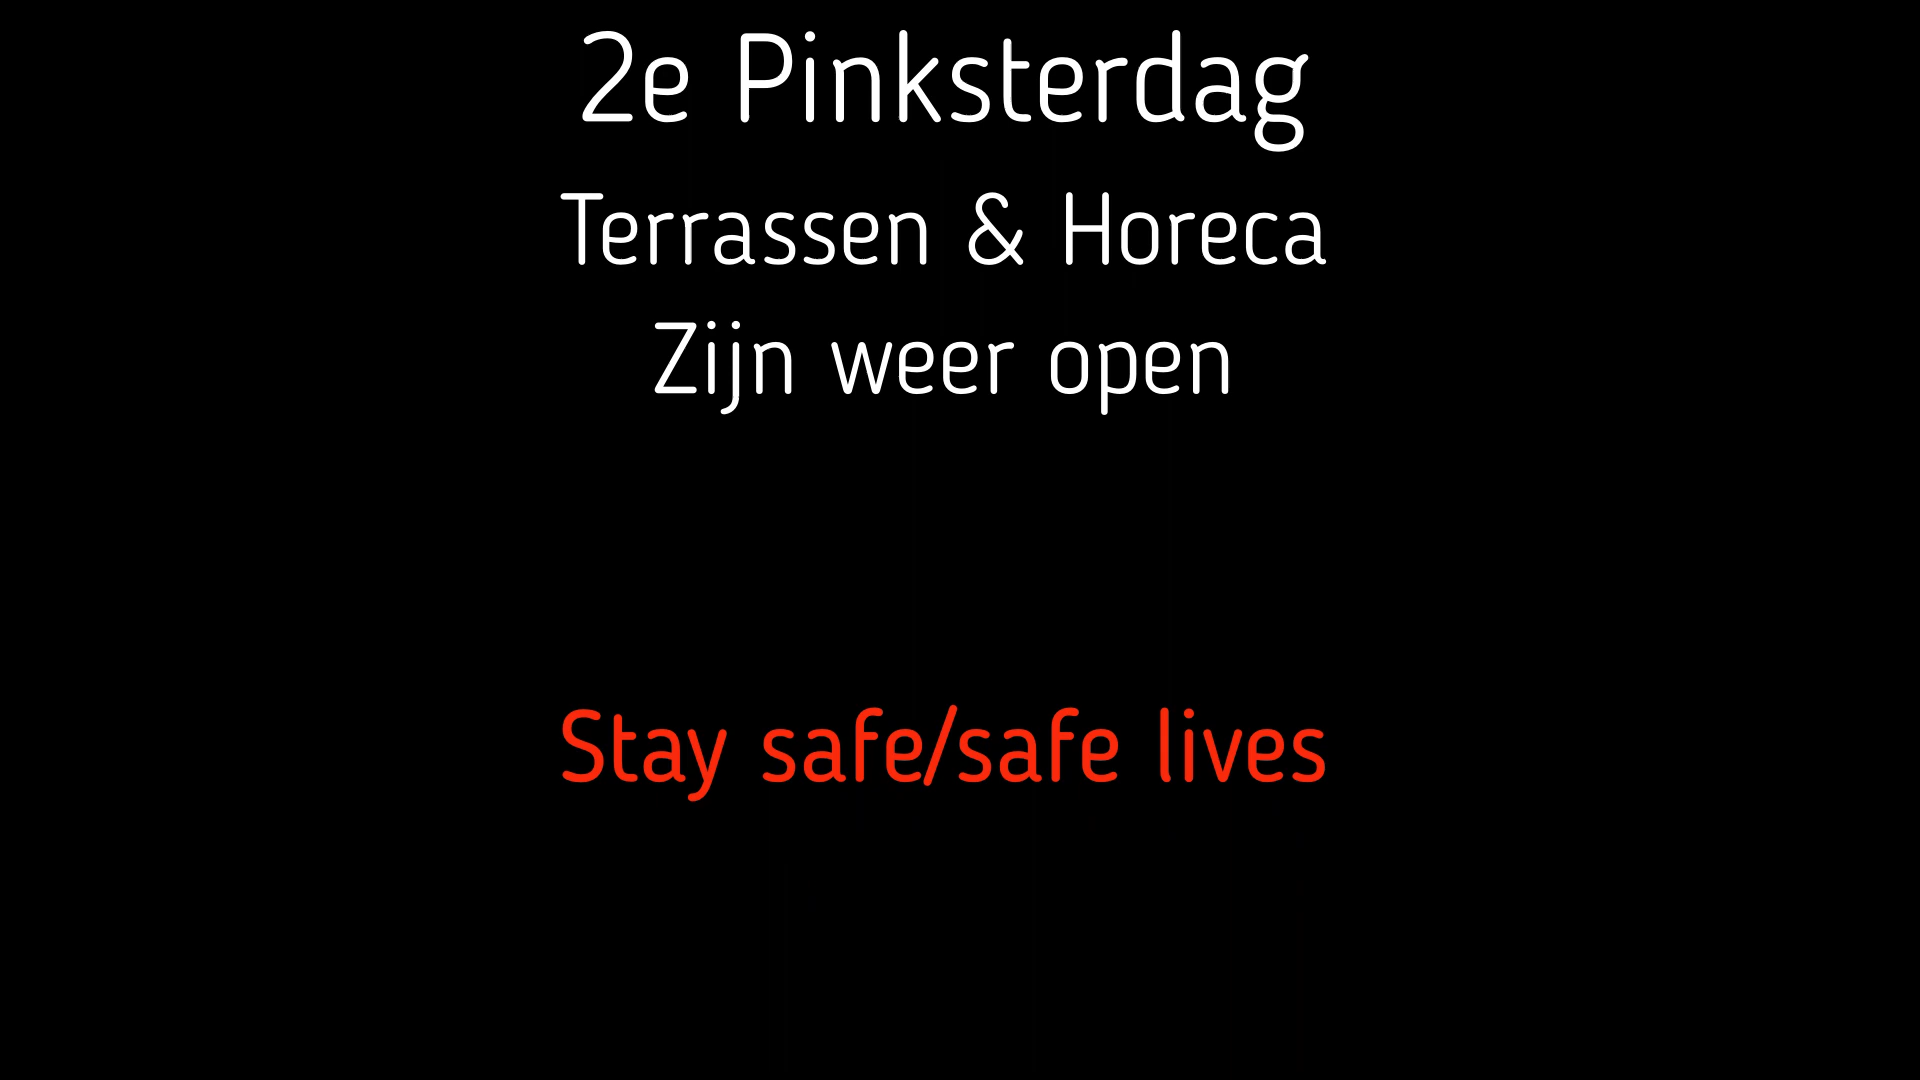 2e Pinksterdag
Terrassen & Horeca
Zijn weer open
Stay safe/safe lives